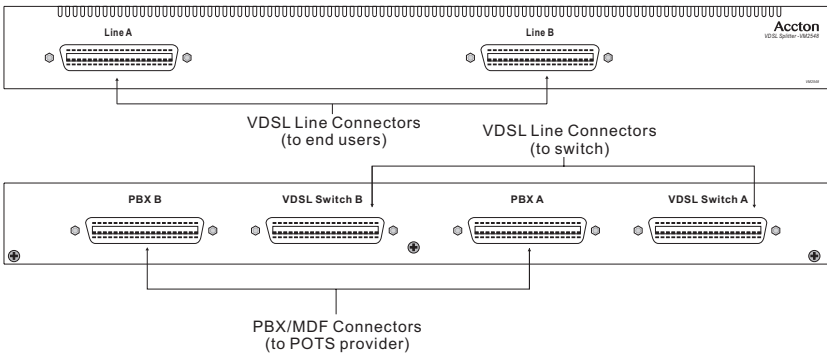 Line A
Line B
Accton
VDSL Splitter -VM2548
VDSL Line Connectors
(to end users)
VDSL Line Connectors
(to switch)
PBX B
VDSL Switch B
PBX A
VDSL Switch A
PBX/MDF Connectors
(to POTS provider)